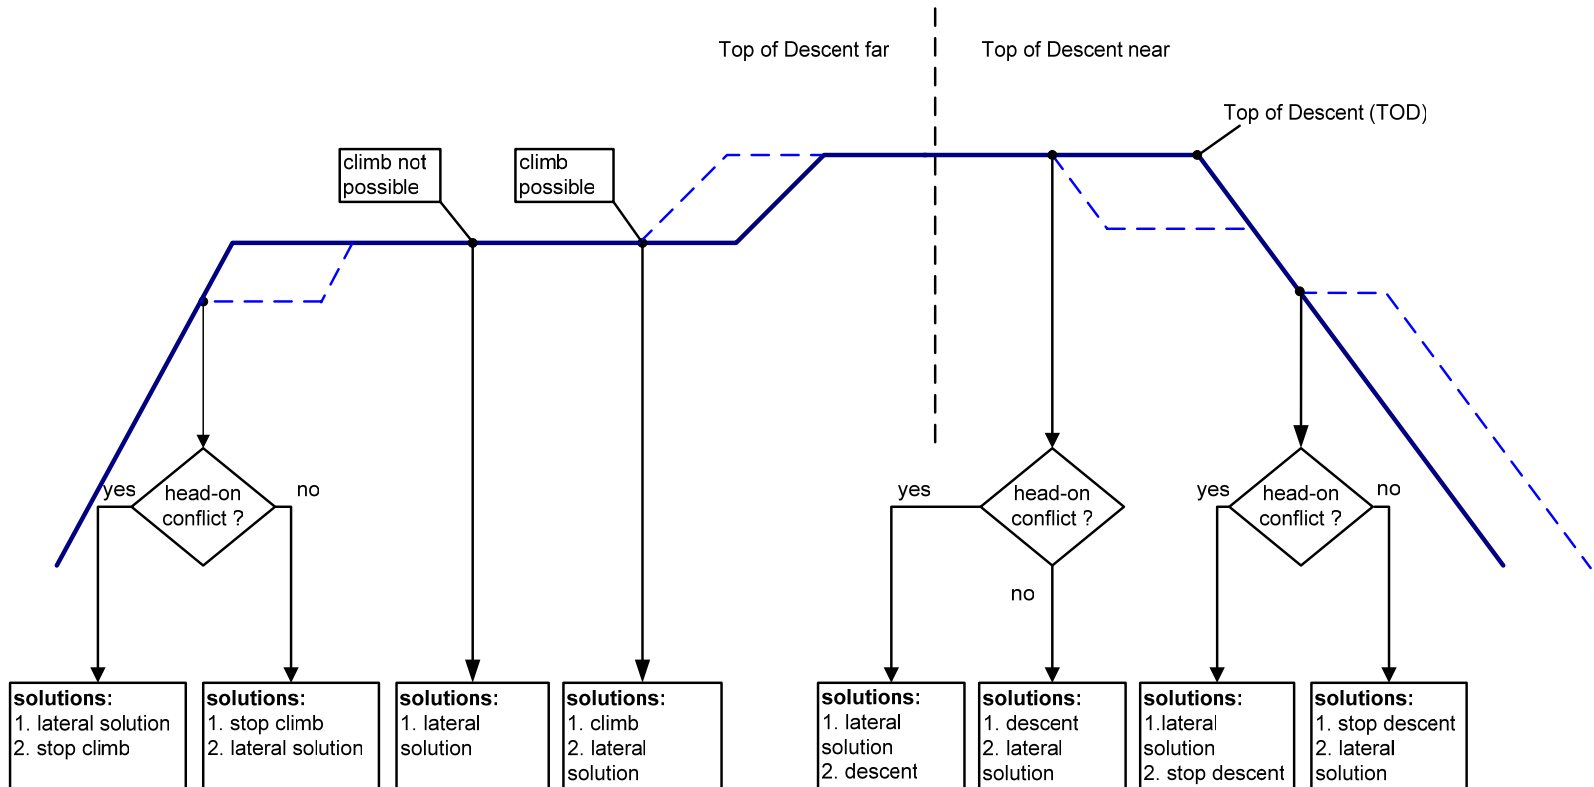 Top of Descent far
Top of Descent near
Top of Descent (TOD)
climb not
possible
climb
possible
yes
head-on
conflict ?
no
yes
head-on
conflict ?
no
yes
head-on
conflict ?
no
solutions:
1. lateral solution
2. stop climb
solutions:
1. stop climb
2. lateral solution
solutions:
1. lateral
solution
solutions:
1. climb
2. lateral
solution
solutions:
1. lateral
solution
2. descent
solutions:
1. descent
2. lateral
solution
solutions:
1.lateral
solution
2. stop descent
solutions:
1. stop descent
2. lateral
solution